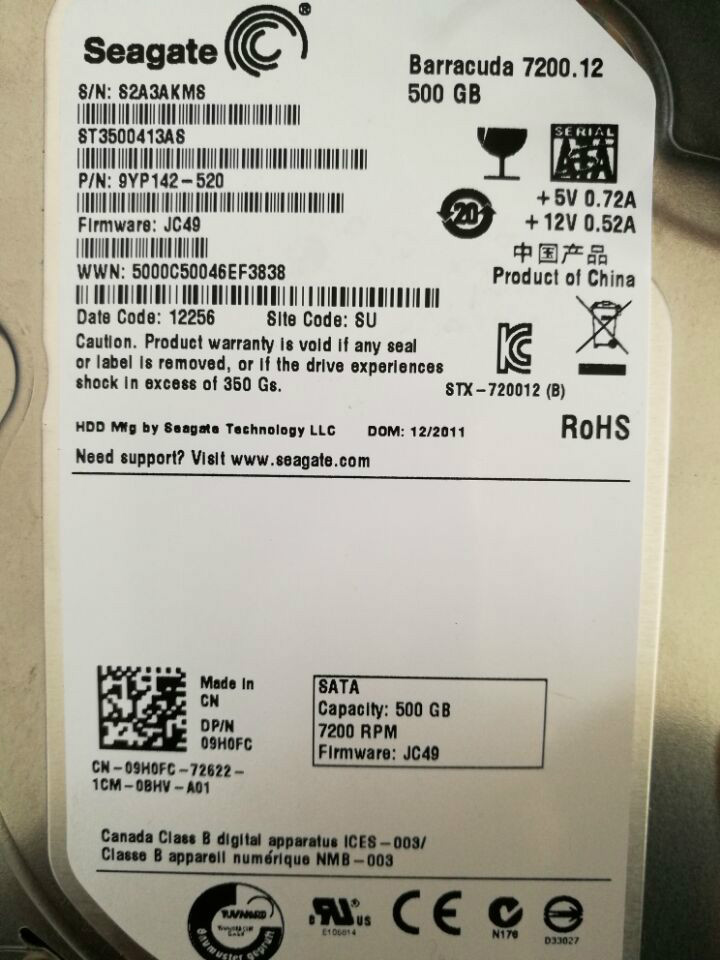 Seagate ®
Barracuda 7200.12
500 GB
S/N: S2A3AKMS
ST3500413AS
P/N: 9YP142-520
Firmware: JC49
WWN: 5000C50046EF3838
Date Code: 12256 Site Code: SU
SERIAL
ATA
20
+5V 0.72A
+12V 0.52A
中国产品
Product of China
Caution. Product warranty is void if any seal
or label is removed, or if the drive experiences
shock in excess of 350 Gs.
STX-720012 (B)
HDD Mfg by Seagate Technology LLC DOM: 12/2011
RoHS
Need support? Visit www.seagate.com
Made in
CN
DP/N
09H0FC
CN-09H0FC-72622-
1CM-0BHV-A01
SATA
Capacity: 500 GB
7200 RPM
Firmware: JC49
Canada Class B digital apparatus ICES-003/
Classe B appareil numérique NMB-003
Baumuster geprüft
US
CE
N176
D33027